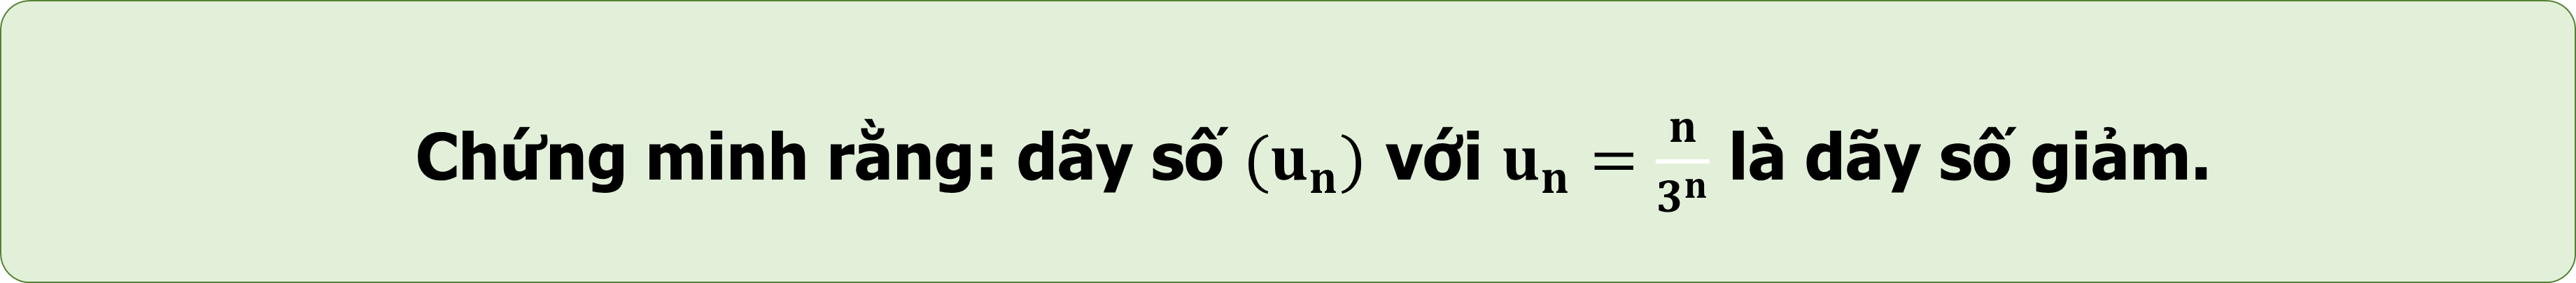 Chứng minh rằng: dãy số (uₙ) với uₙ = n/3ⁿ là dãy số giảm.